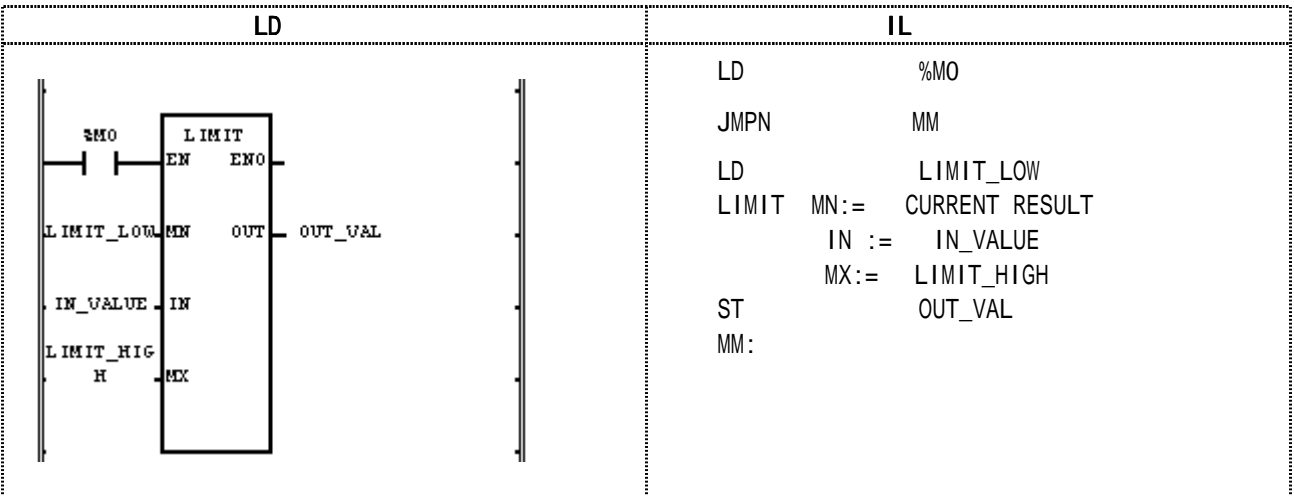 LD
IL
%M0
LIMIT
EN ENO
LIMIT_LOW MN OUT OUT_VAL
IN_VALUE IN
LIMIT_HIG
H MX
LD %M0
JMPN MM
LD LIMIT_LOW
LIMIT MN:= CURRENT RESULT
IN := IN_VALUE
MX:= LIMIT_HIGH
ST OUT_VAL
MM: